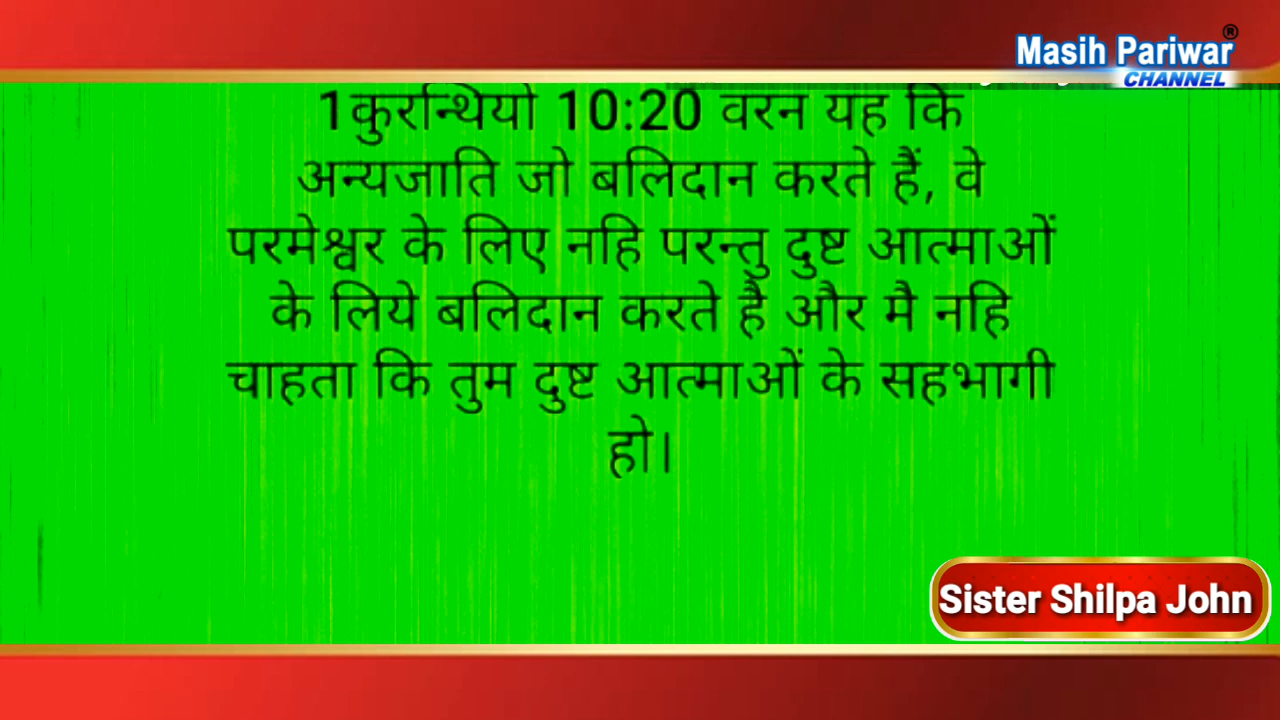 Masih Pariwar ®
CHANNEL
1कुरन्थियो 10:20 वरन यह कि
अन्यजाति जो बलिदान करते हैं, वे
परमेश्वर के लिए नहि परन्तु दुष्ट आत्माओं
के लिये बलिदान करते है और मै नहि
चाहता कि तुम दुष्ट आत्माओं के सहभागी
हो।
Sister Shilpa John